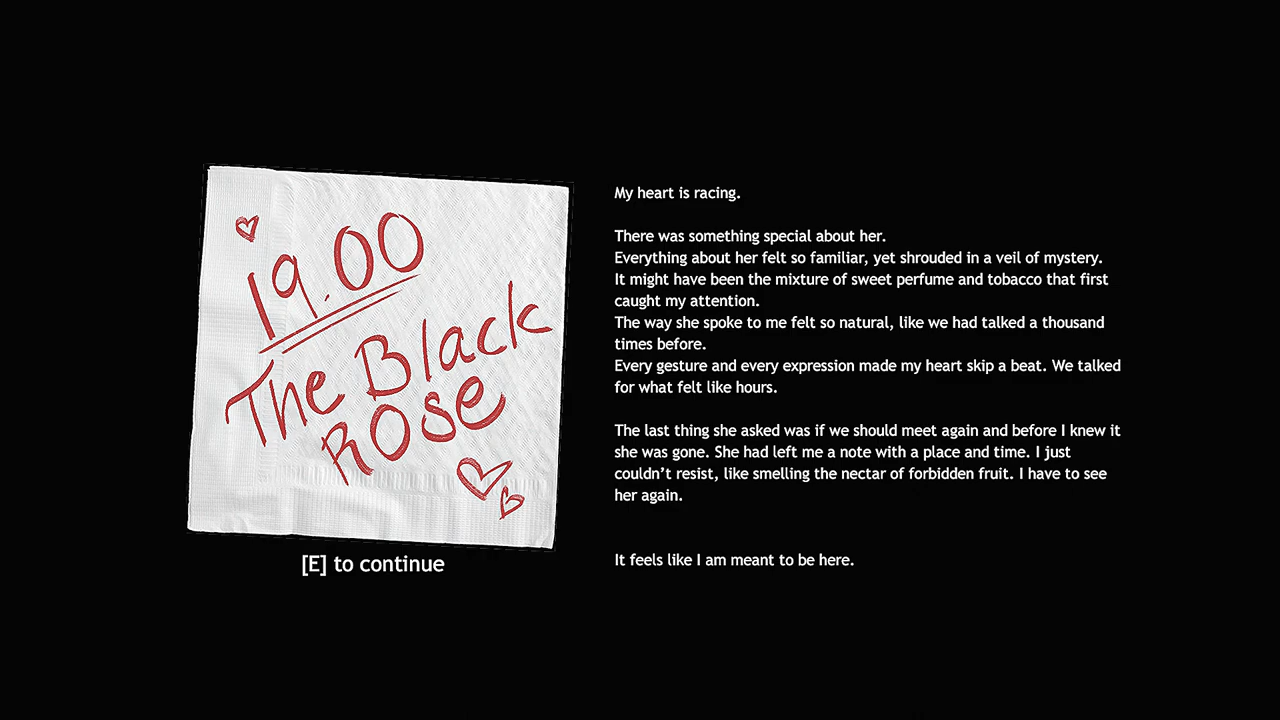 19.00
The Black
Rose
[E] to continue
My heart is racing.
There was something special about her.
Everything about her felt so familiar, yet shrouded in a veil of mystery.
It might have been the mixture of sweet perfume and tobacco that first
caught my attention.
The way she spoke to me felt so natural, like we had talked a thousand
times before.
Every gesture and every expression made my heart skip a beat. We talked
for what felt like hours.
The last thing she asked was if we should meet again and before I knew it
she was gone. She had left me a note with a place and time. I just
couldn't resist, like smelling the nectar of forbidden fruit. I have to see
her again.
It feels like I am meant to be here.